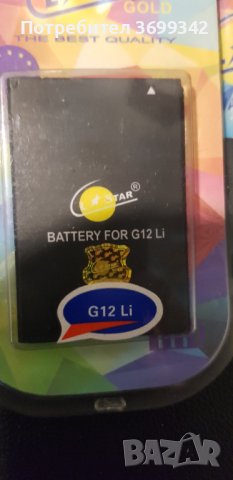 Потребител 3699342
GOLD
THE BEST QUALITY
STAR®
BATTERY FOR G12 Li
G12 Li
BAZAR